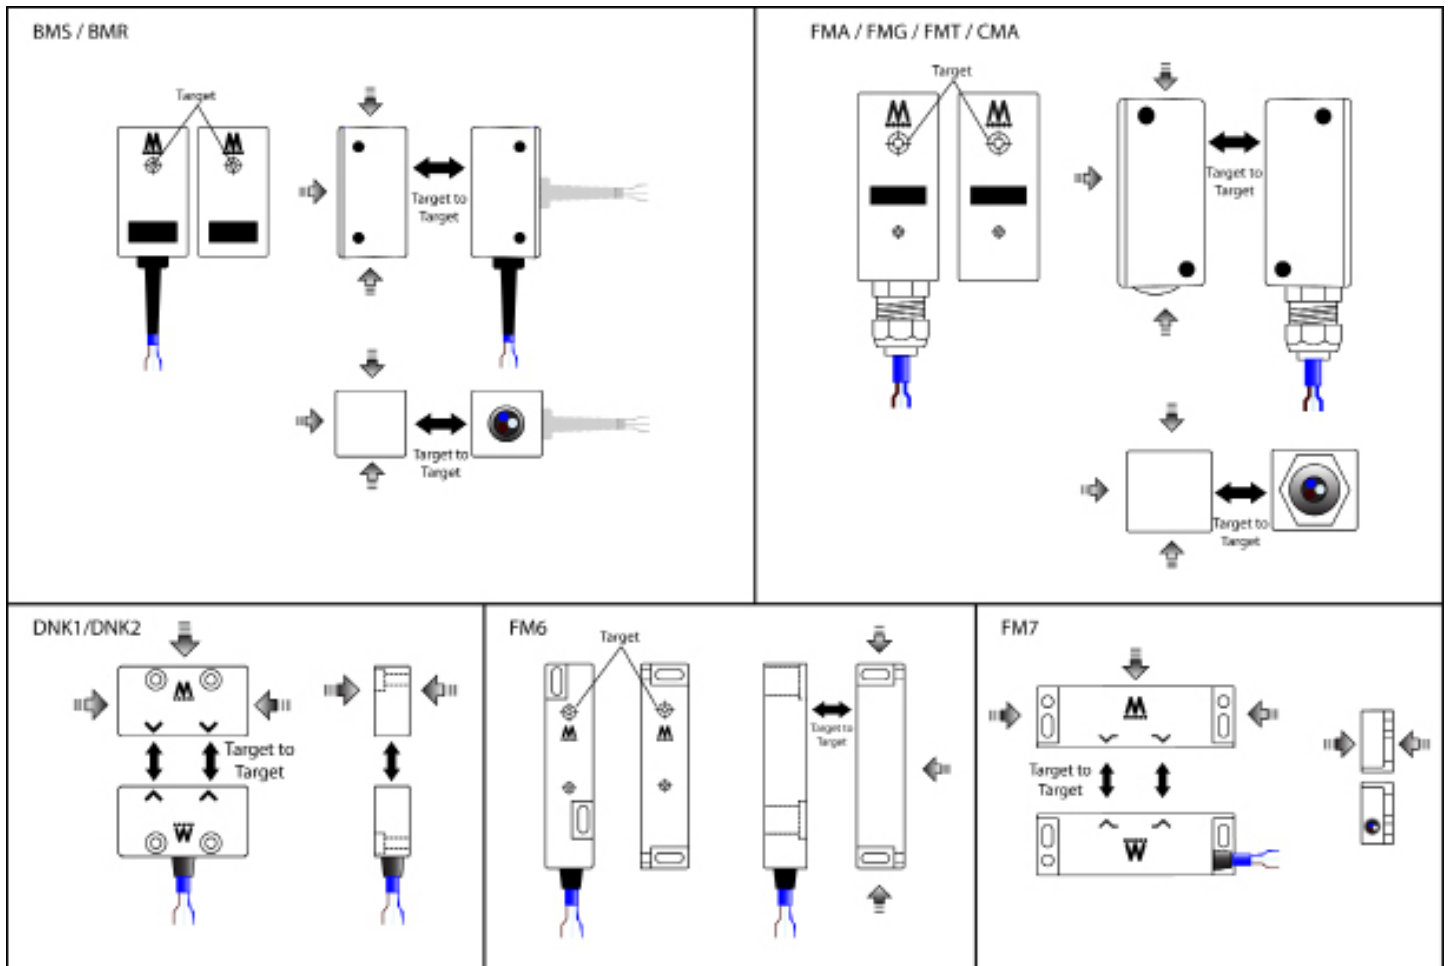 BMS / BMR
Target
Target to
Target
Target to
Target
FMA / FMG / FMT / CMA
Target
Target to
Target
Target to
Target
DNK1/DNK2
Target to
Target
FM6
Target
Target to
Target
FM7
Target to
Target